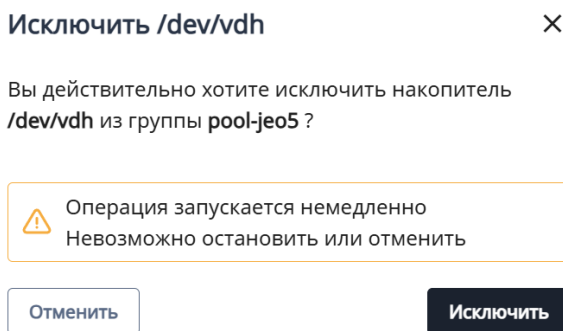 Исключить /dev/vdh
Вы действительно хотите исключить накопитель
/dev/vdh из группы pool-jeo5 ?
Операция запускается немедленно
Невозможно остановить или отменить
Отменить
Исключить